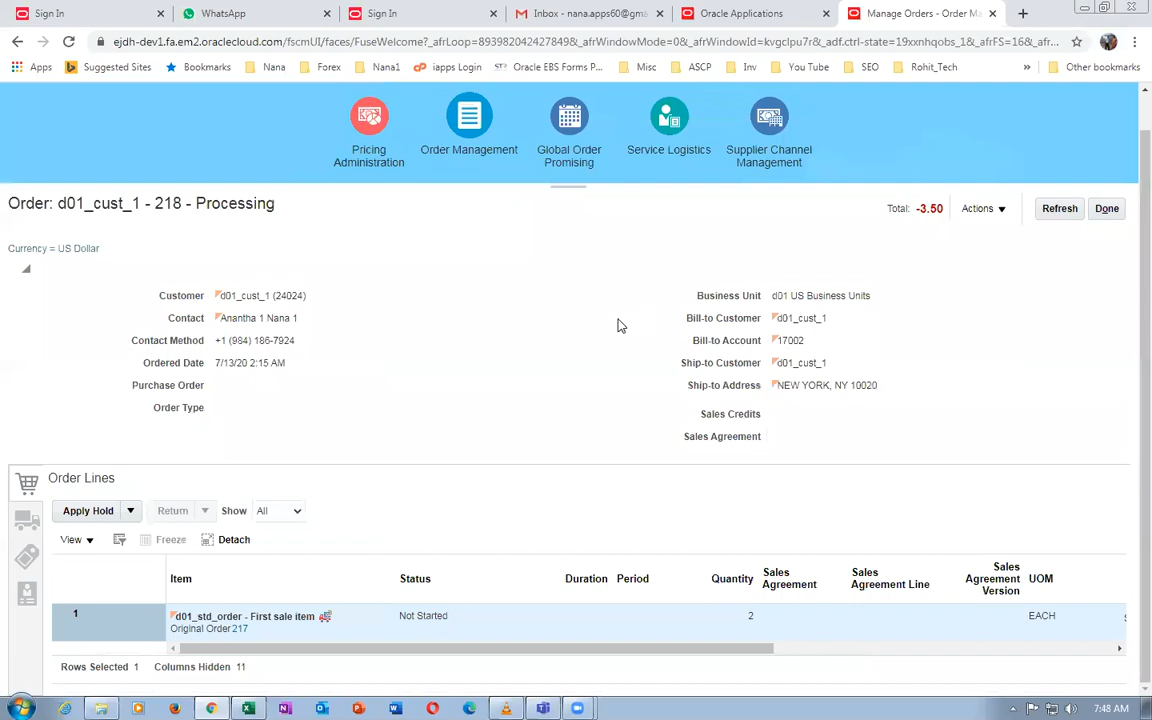 Sign In
WhatsApp
Sign In
Inbox - nana.apps60@gma
Oracle Applications
Manage Orders - Order M
ejdh-dev1.fa.em2.oraclecloud.com/fscmUI/faces/FuseWelcome?_afrLoop=8939820427849&_afrWindowMode=0&_afrWindowId=kvgclpu7r&_adf.ctrl-state=19xxnhqobs_1&_afrFS=16&_afr...
Apps
Suggested Sites
Bookmarks
Nana
Forex
Nana1
iapps Login
Oracle EBS Forms P...
Misc
ASCP
Inv
You Tube
SEO
Rohit_Tech
»
Other bookmarks
Pricing Administration
Order Management
Global Order Promising
Service Logistics
Supplier Channel Management
Order: d01_cust_1 - 218 - Processing
Total: -3.50
Actions
Refresh
Done
Currency = US Dollar
Customer d01_cust_1 (24024)
Contact Anantha 1 Nana 1
Contact Method +1 (984) 186-7924
Ordered Date 7/13/20 2:15 AM
Purchase Order
Order Type
Business Unit d01 US Business Units
Bill-to Customer d01_cust_1
Bill-to Account 17002
Ship-to Customer d01_cust_1
Ship-to Address NEW YORK, NY 10020
Sales Credits
Sales Agreement
Order Lines
Apply Hold
Return
Show All
View
Freeze
Detach
Item
Status
Duration
Period
Quantity
Sales Agreement
Sales Agreement Line
Sales Agreement Version
UOM
1
d01_std_order - First sale item
Not Started
2
EACH
Original Order 217
Rows Selected 1
Columns Hidden 11
7:48 AM